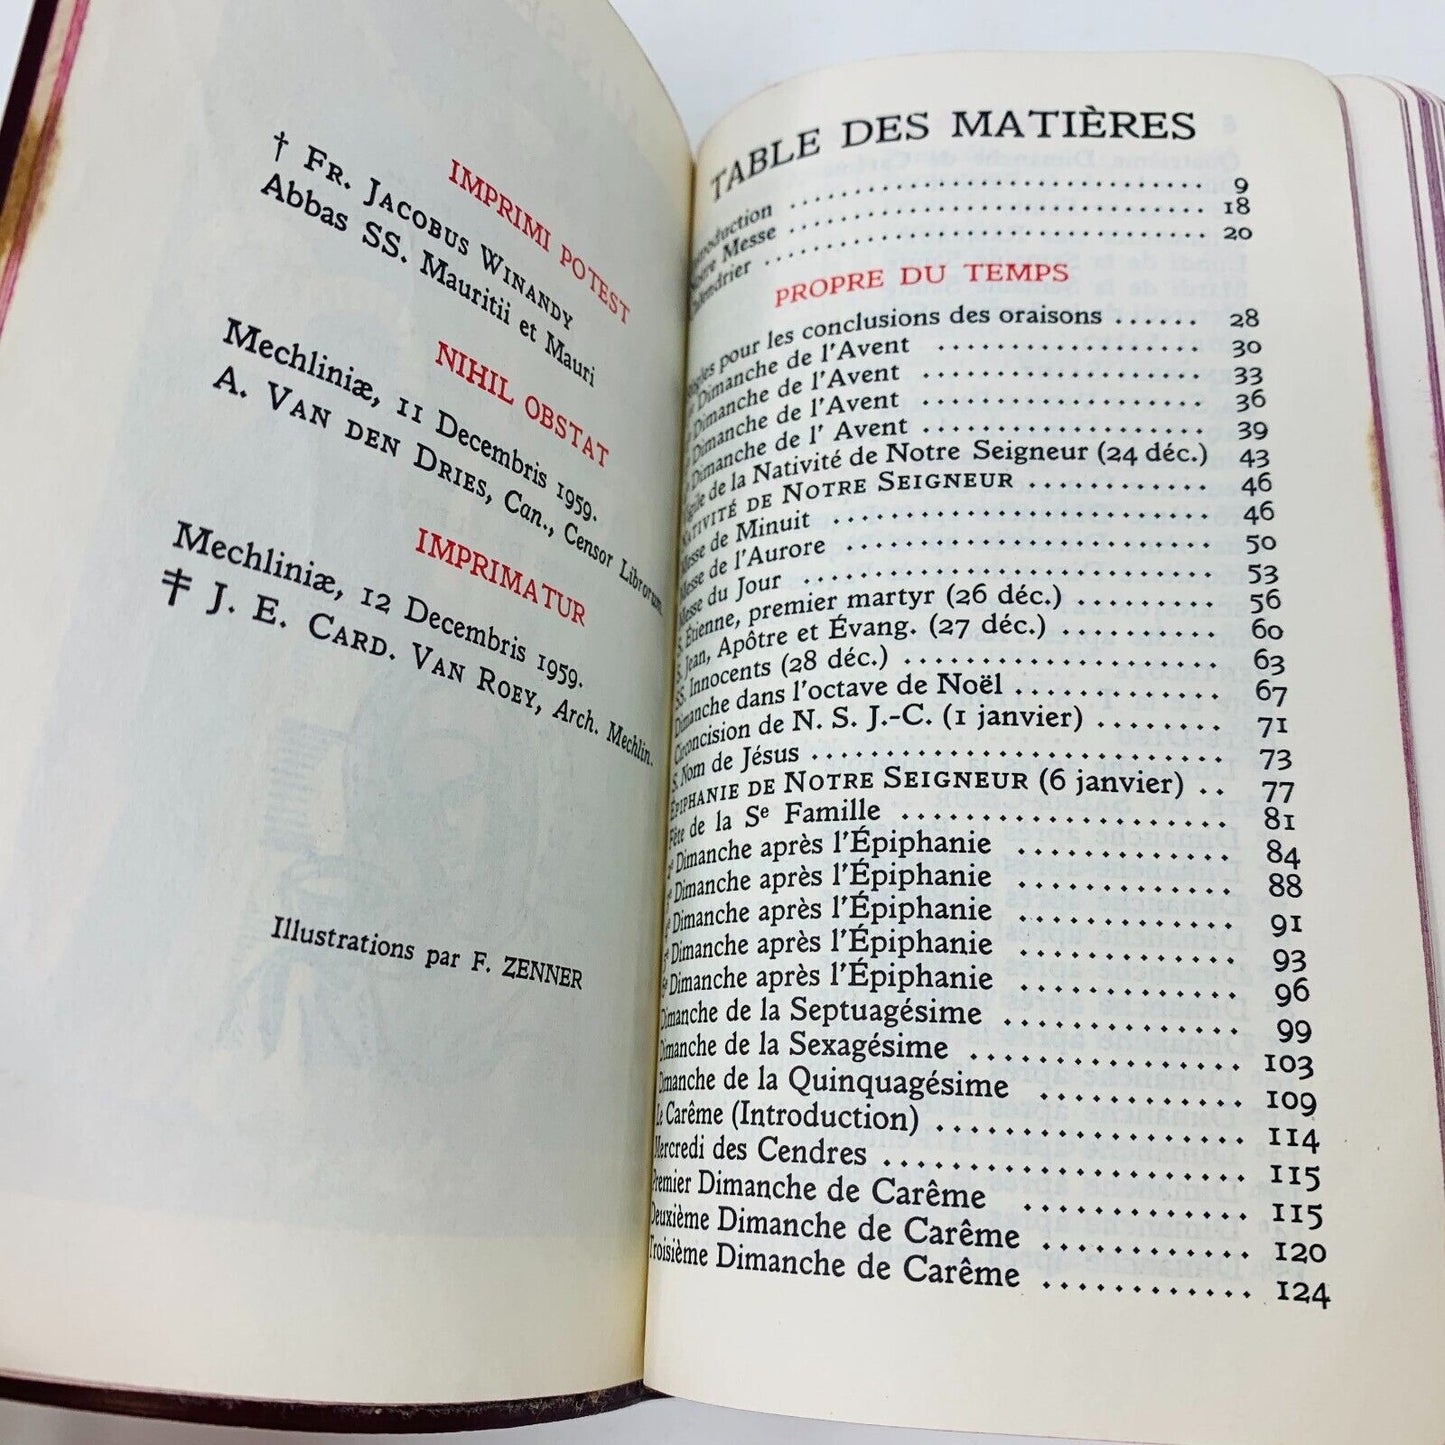 IMPRIMI POTEST
† Fr. Jacobus Winandy
Abbas SS. Mauritii et Mauri
NIHIL OBSTAT
Mechliniæ, 11 Decembris 1959.
A. Van den Dries, Can., Censor Librorum.
IMPRIMATUR
Mechliniæ, 12 Decembris 1959.
† J. E. Card. Van Roey, Arch. Mechlin.
Illustrations par F. ZENNER
TABLE DES MATIÈRES
Introduction 9
Messe 18
Calendrier 20
PROPRE DU TEMPS
Règles pour les conclusions des oraisons 28
Dimanche de l'Avent 30
Dimanche de l'Avent 33
Dimanche de l'Avent 36
Dimanche de l' Avent 39
Vigile de la Nativité de Notre Seigneur (24 déc.) 43
Nativité de Notre Seigneur 46
Messe de Minuit 46
Messe de l'Aurore 50
Messe du Jour 53
S. Étienne, premier martyr (26 déc.) 56
S. Jean, Apôtre et Évang. (27 déc.) 60
SS. Innocents (28 déc.) 63
Dimanche dans l'octave de Noël 67
Circoncision de N. S. J.-C. (1 janvier) 71
S. Nom de Jésus 73
Épiphanie de Notre Seigneur (6 janvier) 77
Fête de la Se Famille 81
2e Dimanche après l'Épiphanie 84
Dimanche après l'Épiphanie 88
Dimanche après l'Épiphanie 91
Dimanche après l'Épiphanie 93
6e Dimanche après l'Épiphanie 96
Dimanche de la Septuagésime 99
Dimanche de la Sexagésime 103
Dimanche de la Quinquagésime 109
Le Carême (Introduction) 114
Mercredi des Cendres 115
Premier Dimanche de Carême 115
Deuxième Dimanche de Carême 120
Troisième Dimanche de Carême 124